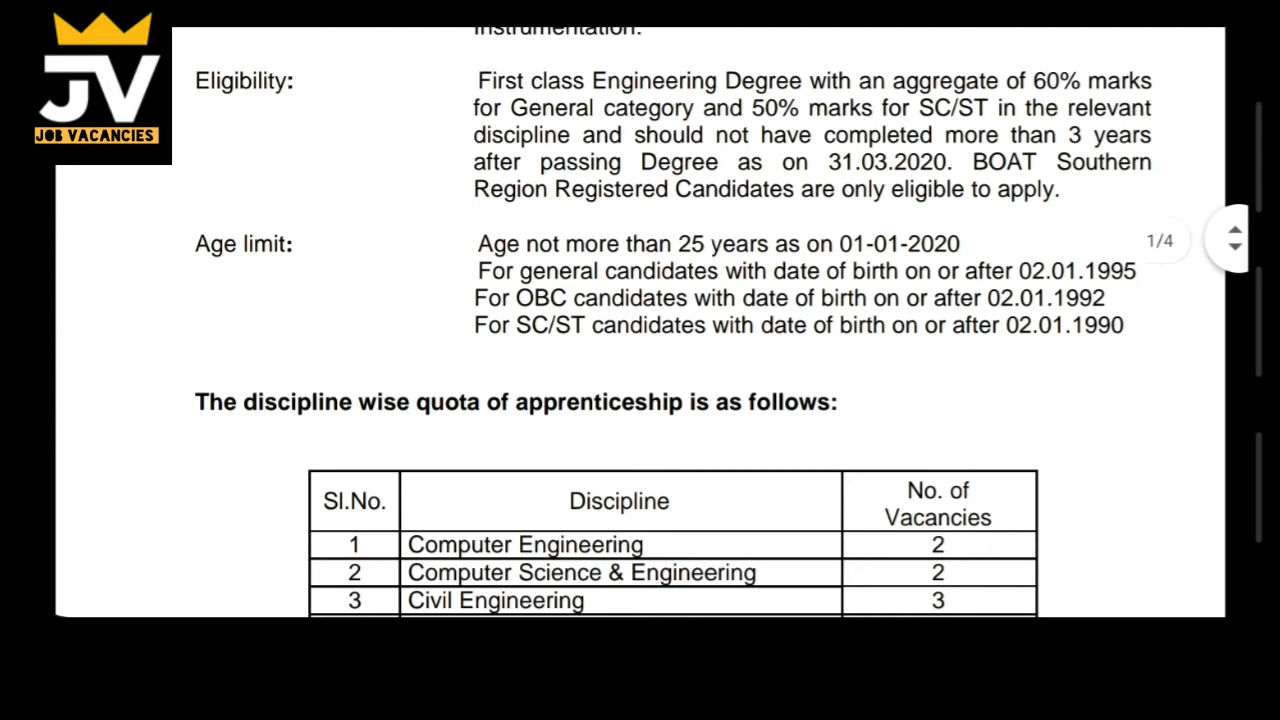 Instrumentation.
JV
JOB VACANCIES
Eligibility: First class Engineering Degree with an aggregate of 60% marks
for General category and 50% marks for SC/ST in the relevant
discipline and should not have completed more than 3 years
after passing Degree as on 31.03.2020. BOAT Southern
Region Registered Candidates are only eligible to apply.
Age limit: Age not more than 25 years as on 01-01-2020
1/4
For general candidates with date of birth on or after 02.01.1995
For OBC candidates with date of birth on or after 02.01.1992
For SC/ST candidates with date of birth on or after 02.01.1990
The discipline wise quota of apprenticeship is as follows:
Sl.No. Discipline No. of Vacancies
1 Computer Engineering 2
2 Computer Science & Engineering 2
3 Civil Engineering 3